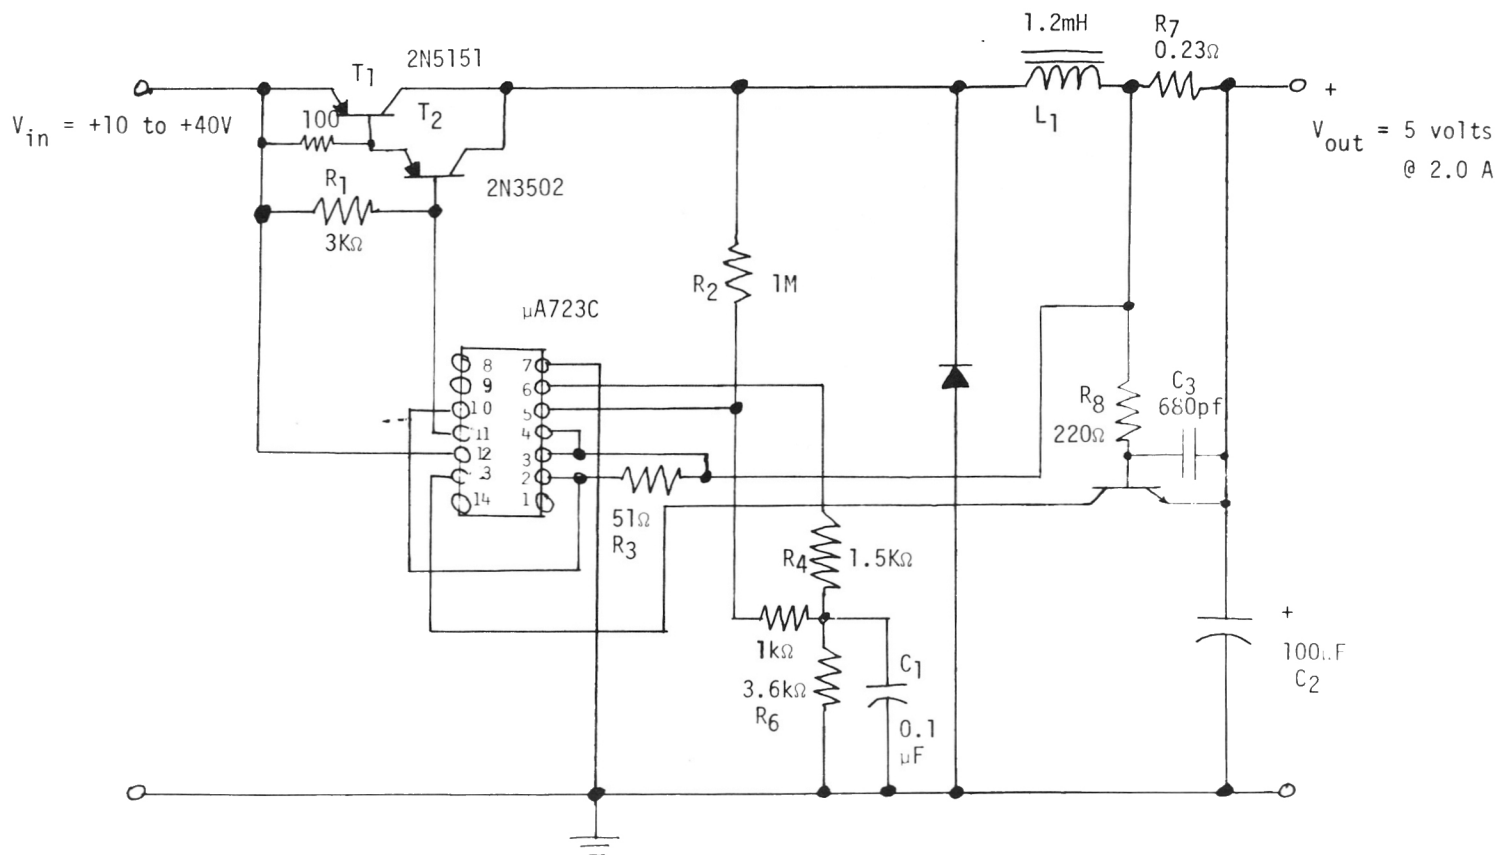 1.2mH
R7
0.23Ω
2N5151
T1
T2
100
L1
+
Vin = +10 to +40V
Vout = 5 volts
@ 2.0 A
R1
3KΩ
2N3502
R2
1M
μA723C
8 7
9 6
10 5
11 4
12 3
3 2
14 1
C3
680pf
R8
220Ω
51Ω
R3
R4
1.5KΩ
1kΩ
3.6kΩ
R6
C1
0.1
μF
+
100μF
C2